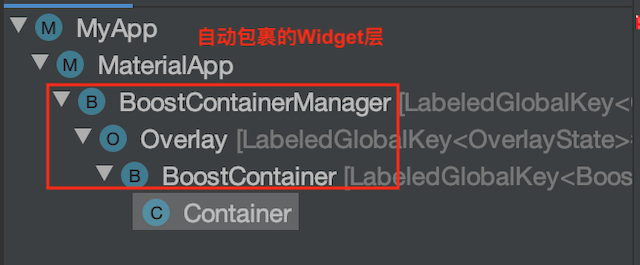 M MyApp
自动包裹的Widget层
M MaterialApp
B BoostContainerManager [LabeledGlobalKey<
O Overlay [LabeledGlobalKey<OverlayState>
B BoostContainer [LabeledGlobalKey<Boos
C Container